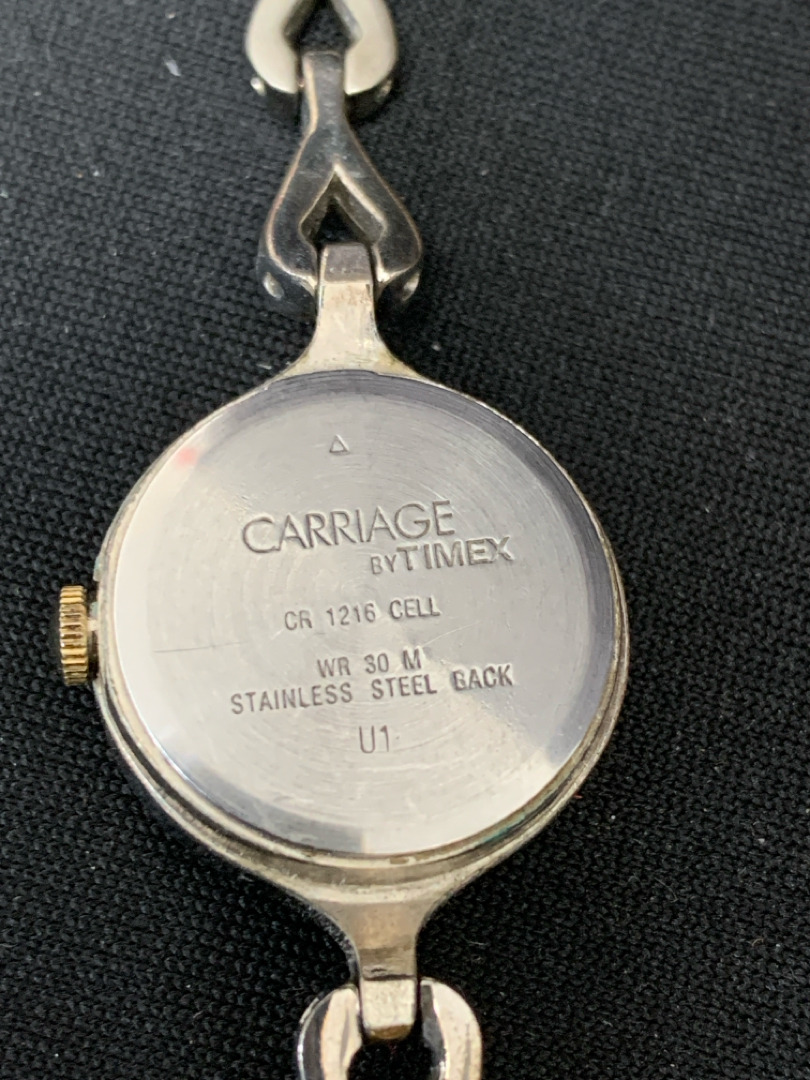 CARRIAGE
BY TIMEX
CR 1216 CELL
WR 30 M
STAINLESS STEEL BACK
U1